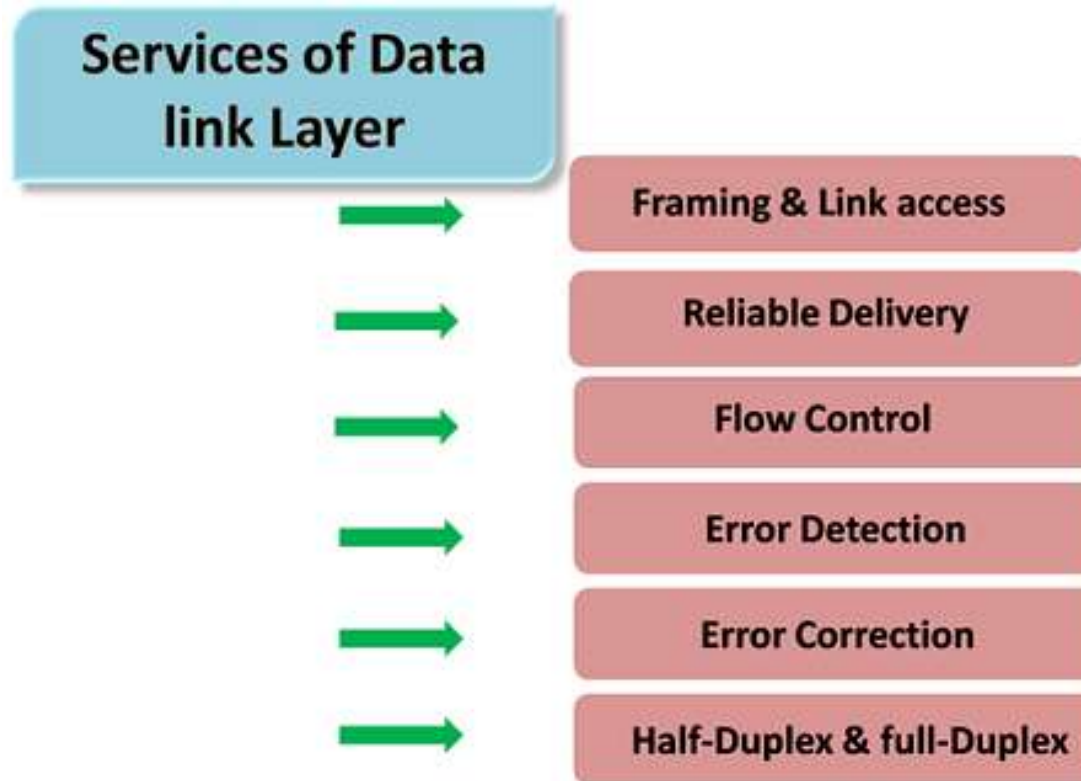 Services of Data
link Layer
Framing & Link access
Reliable Delivery
Flow Control
Error Detection
Error Correction
Half-Duplex & full-Duplex